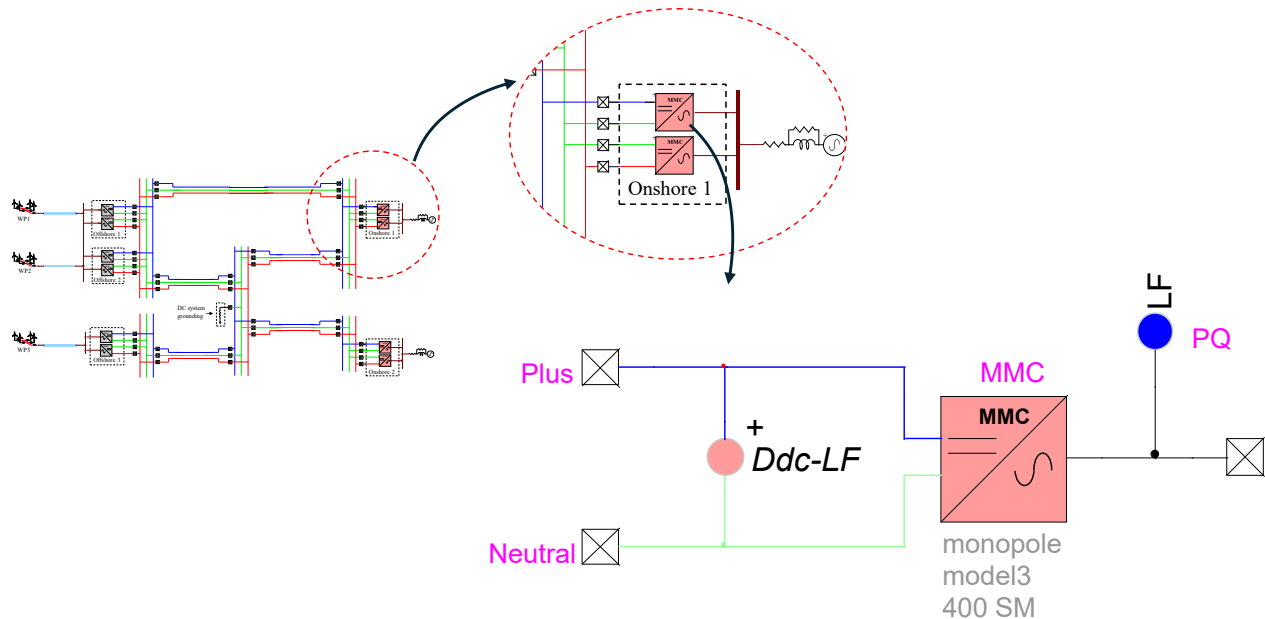 WP1
Offshore 1
WP2
Offshore 2
WP3
Offshore 3
DC system
grounding
Onshore 1
Onshore 2
MMC
MMC
Onshore 1
Plus
Neutral
+
Ddc-LF
MMC
MMC
monopole
model3
400 SM
LF
PQ